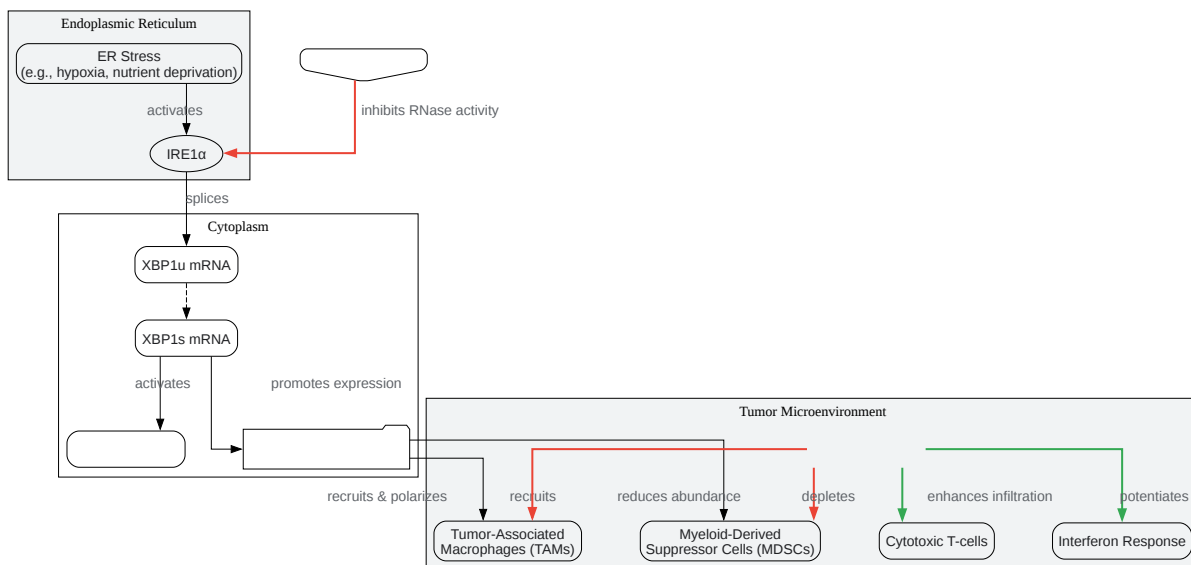 Endoplasmic Reticulum
ER Stress
(e.g., hypoxia, nutrient deprivation)
activates
inhibits RNase activity
IRE1α
splices
Cytoplasm
XBP1u mRNA
XBP1s mRNA
activates
promotes expression
Tumor Microenvironment
recruits & polarizes
recruits
reduces abundance
depletes
enhances infiltration
potentiates
Tumor-Associated
Macrophages (TAMs)
Myeloid-Derived
Suppressor Cells (MDSCs)
Cytotoxic T-cells
Interferon Response